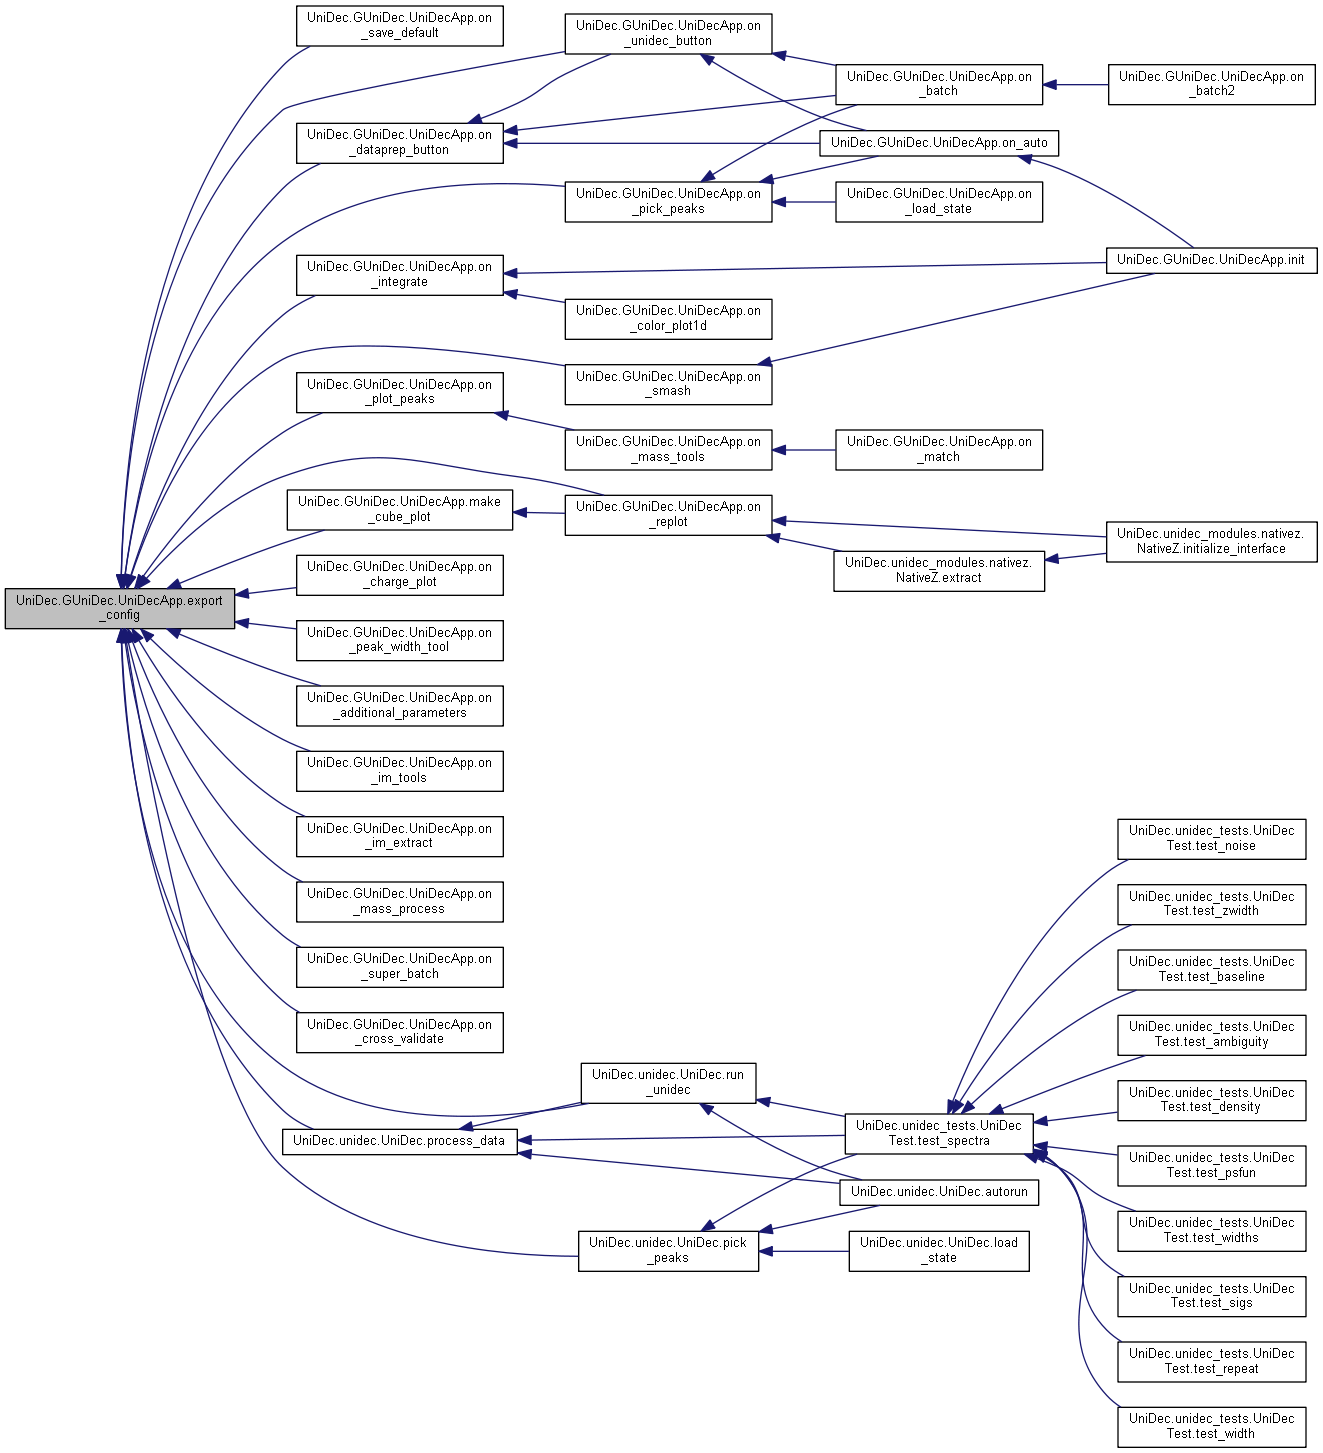 UniDec.GUniDec.UniDecApp.on
_save_default
UniDec.GUniDec.UniDecApp.on
_unidec_button
UniDec.GUniDec.UniDecApp.on
_batch
UniDec.GUniDec.UniDecApp.on
_batch2
UniDec.GUniDec.UniDecApp.on
_dataprep_button
UniDec.GUniDec.UniDecApp.on_auto
UniDec.GUniDec.UniDecApp.on
_pick_peaks
UniDec.GUniDec.UniDecApp.on
_load_state
UniDec.GUniDec.UniDecApp.init
UniDec.GUniDec.UniDecApp.on
_integrate
UniDec.GUniDec.UniDecApp.on
_color_plot1d
UniDec.GUniDec.UniDecApp.on
_smash
UniDec.GUniDec.UniDecApp.on
_plot_peaks
UniDec.GUniDec.UniDecApp.on
_mass_tools
UniDec.GUniDec.UniDecApp.on
_match
UniDec.GUniDec.UniDecApp.make
_cube_plot
UniDec.GUniDec.UniDecApp.on
_replot
UniDec.unidec_modules.nativez.
NativeZ.initialize_interface
UniDec.unidec_modules.nativez.
NativeZ.extract
UniDec.GUniDec.UniDecApp.on
_charge_plot
UniDec.GUniDec.UniDecApp.export
_config
UniDec.GUniDec.UniDecApp.on
_peak_width_tool
UniDec.GUniDec.UniDecApp.on
_additional_parameters
UniDec.GUniDec.UniDecApp.on
_im_tools
UniDec.GUniDec.UniDecApp.on
_im_extract
UniDec.GUniDec.UniDecApp.on
_mass_process
UniDec.GUniDec.UniDecApp.on
_super_batch
UniDec.GUniDec.UniDecApp.on
_cross_validate
UniDec.unidec.UniDec.run
_unidec
UniDec.unidec.UniDec.process_data
UniDec.unidec_tests.UniDec
Test.test_spectra
UniDec.unidec.UniDec.autorun
UniDec.unidec.UniDec.pick
_peaks
UniDec.unidec.UniDec.load
_state
UniDec.unidec_tests.UniDec
Test.test_noise
UniDec.unidec_tests.UniDec
Test.test_zwidth
UniDec.unidec_tests.UniDec
Test.test_baseline
UniDec.unidec_tests.UniDec
Test.test_ambiguity
UniDec.unidec_tests.UniDec
Test.test_density
UniDec.unidec_tests.UniDec
Test.test_psfun
UniDec.unidec_tests.UniDec
Test.test_widths
UniDec.unidec_tests.UniDec
Test.test_sigs
UniDec.unidec_tests.UniDec
Test.test_repeat
UniDec.unidec_tests.UniDec
Test.test_width